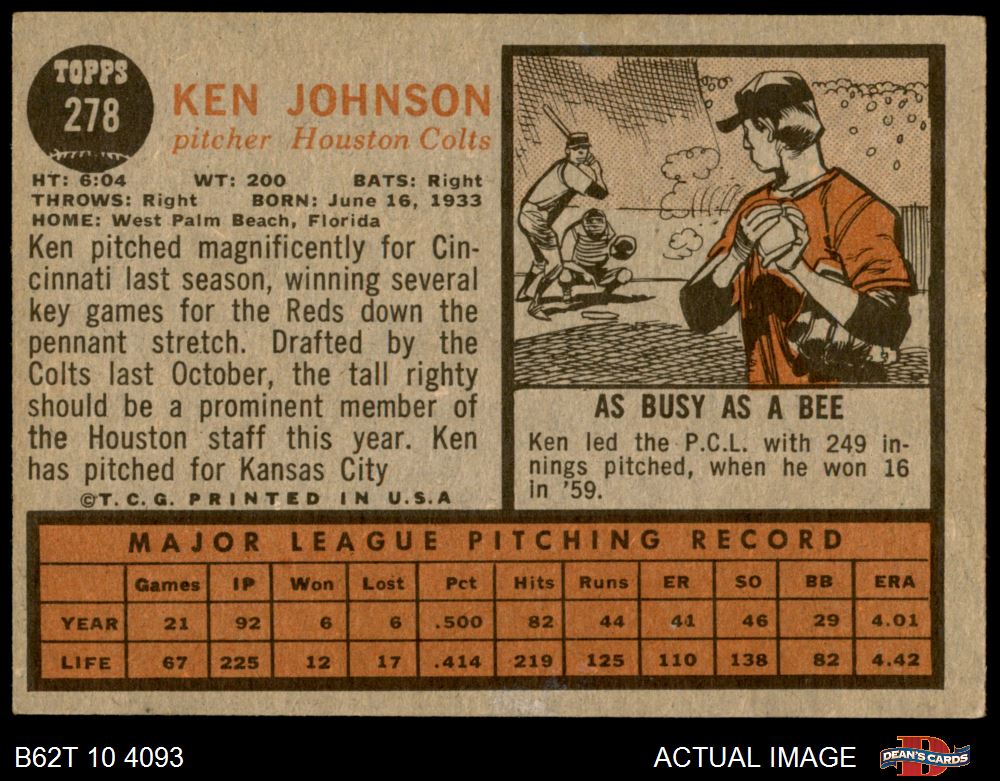 TOPPS
278
KEN JOHNSON
pitcher Houston Colts
HT: 6:04 WT: 200 BATS: Right
THROWS: Right BORN: June 16, 1933
HOME: West Palm Beach, Florida
Ken pitched magnificently for Cin-
cinnati last season, winning several
key games for the Reds down the
pennant stretch. Drafted by the
Colts last October, the tall righty
should be a prominent member of
the Houston staff this year. Ken
has pitched for Kansas City
©T.C.G. PRINTED IN U.S.A
AS BUSY AS A BEE
Ken led the P.C.L. with 249 in-
nings pitched, when he won 16
in '59.
MAJOR LEAGUE PITCHING RECORD
Games IP Won Lost Pct Hits Runs ER SO BB ERA
YEAR 21 92 6 6 .500 82 44 41 46 29 4.01
LIFE 67 225 12 17 .414 219 125 110 138 82 4.42
B62T 10 4093 ACTUAL IMAGE DEAN'S CARDS